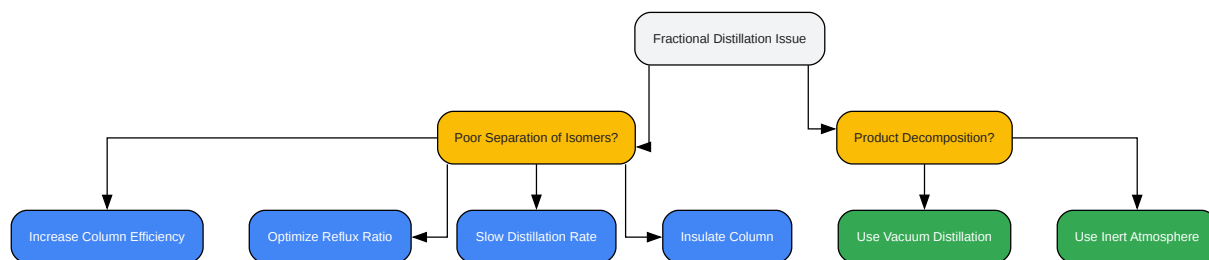 Fractional Distillation Issue
Poor Separation of Isomers?
Product Decomposition?
Increase Column Efficiency
Optimize Reflux Ratio
Slow Distillation Rate
Insulate Column
Use Vacuum Distillation
Use Inert Atmosphere